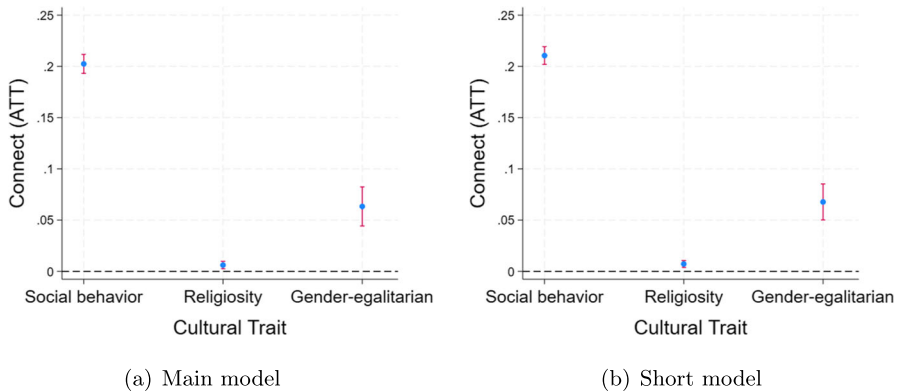 .25
.2
.15
.1
.05
0
Connect (ATT)
Social behavior Religiosity Gender-egalitarian
Cultural Trait
(a) Main model
.25
.2
.15
.1
.05
0
Connect (ATT)
Social behavior Religiosity Gender-egalitarian
Cultural Trait
(b) Short model